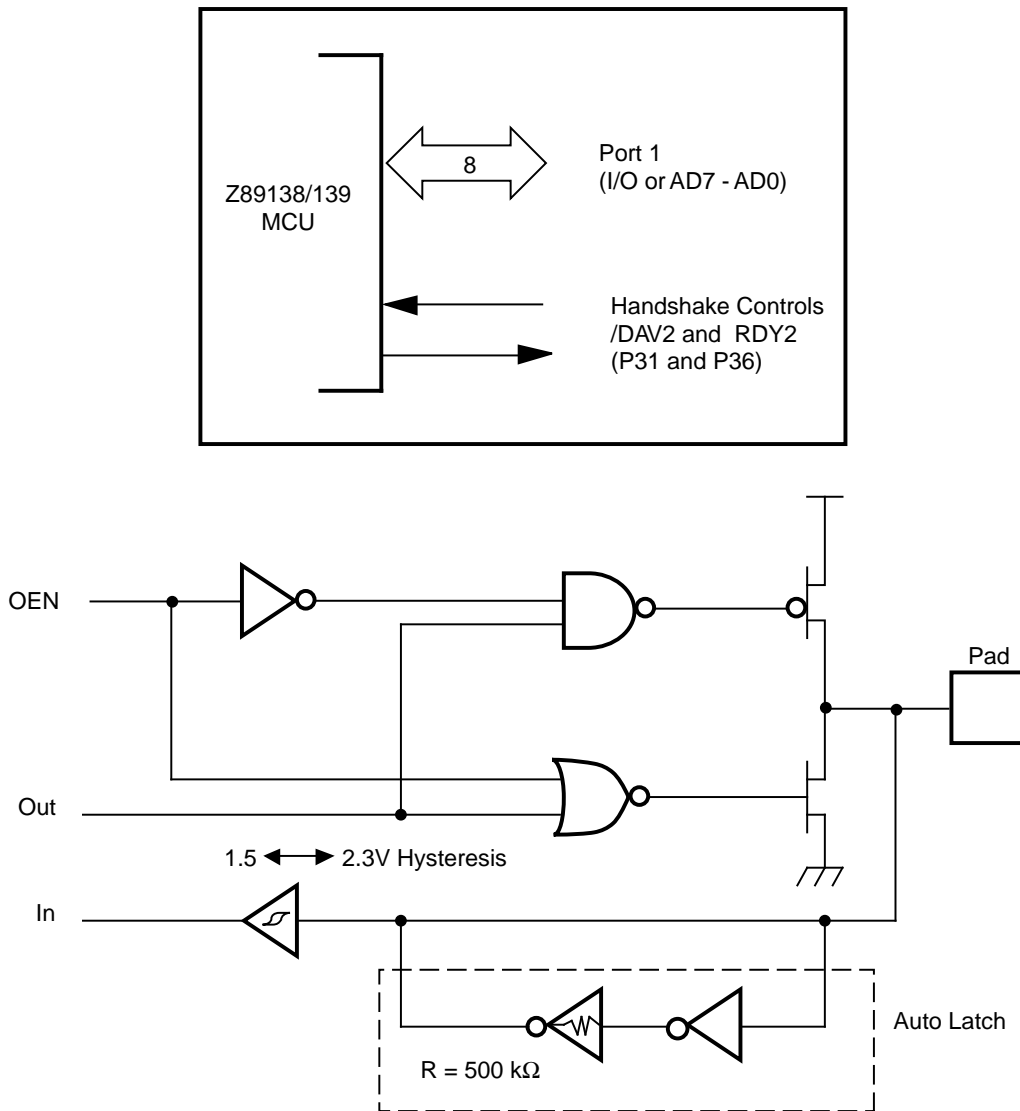 Z89138/139
MCU
8
Port 1
(I/O or AD7 - AD0)
Handshake Controls
/DAV2 and RDY2
(P31 and P36)
OEN
Pad
Out
1.5 2.3V Hysteresis
In
Auto Latch
R = 500 kΩ